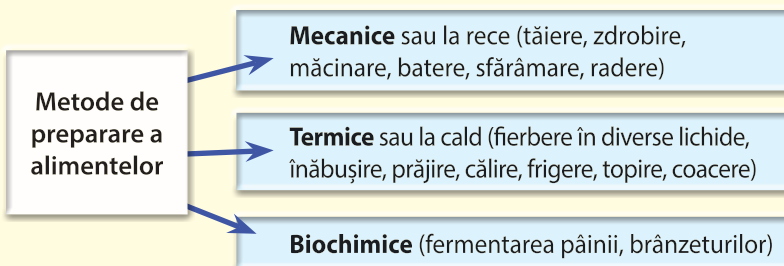 Metode de
preparare a
alimentelor
Mecanice sau la rece (tăiere, zdrobire,
măcinare, batere, sfărâmare, radere)
Termice sau la cald (fierbere în diverse lichide,
înăbușire, prăjire, călire, frigere, topire, coacere)
Biochimice (fermentarea pâinii, brânzeturilor)